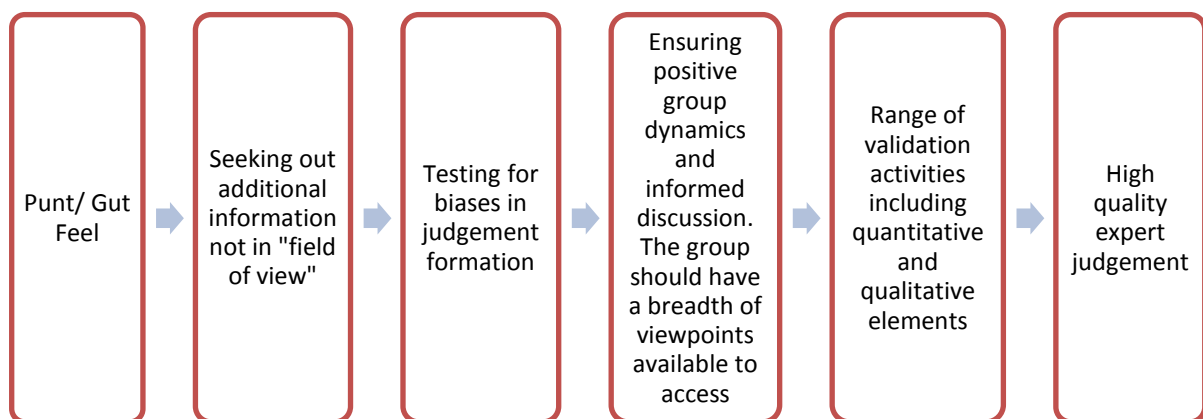 Punt/ Gut
Feel
Seeking out
additional
information
not in "field
of view"
Testing for
biases in
judgement
formation
Ensuring
positive
group
dynamics
and
informed
discussion.
The group
should have
a breadth of
viewpoints
available to
access
Range of
validation
activities
including
quantitative
and
qualitative
elements
High
quality
expert
judgement